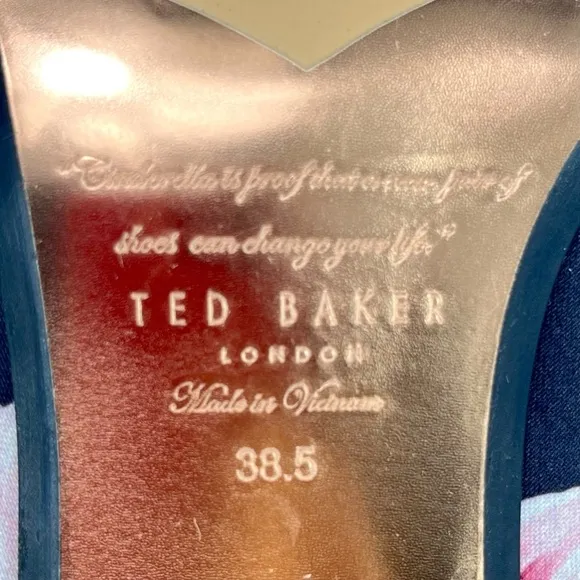 "Cinderella is proof that a new pair of
shoes can change your life."
TED BAKER
LONDON
Made in Vietnam
38.5